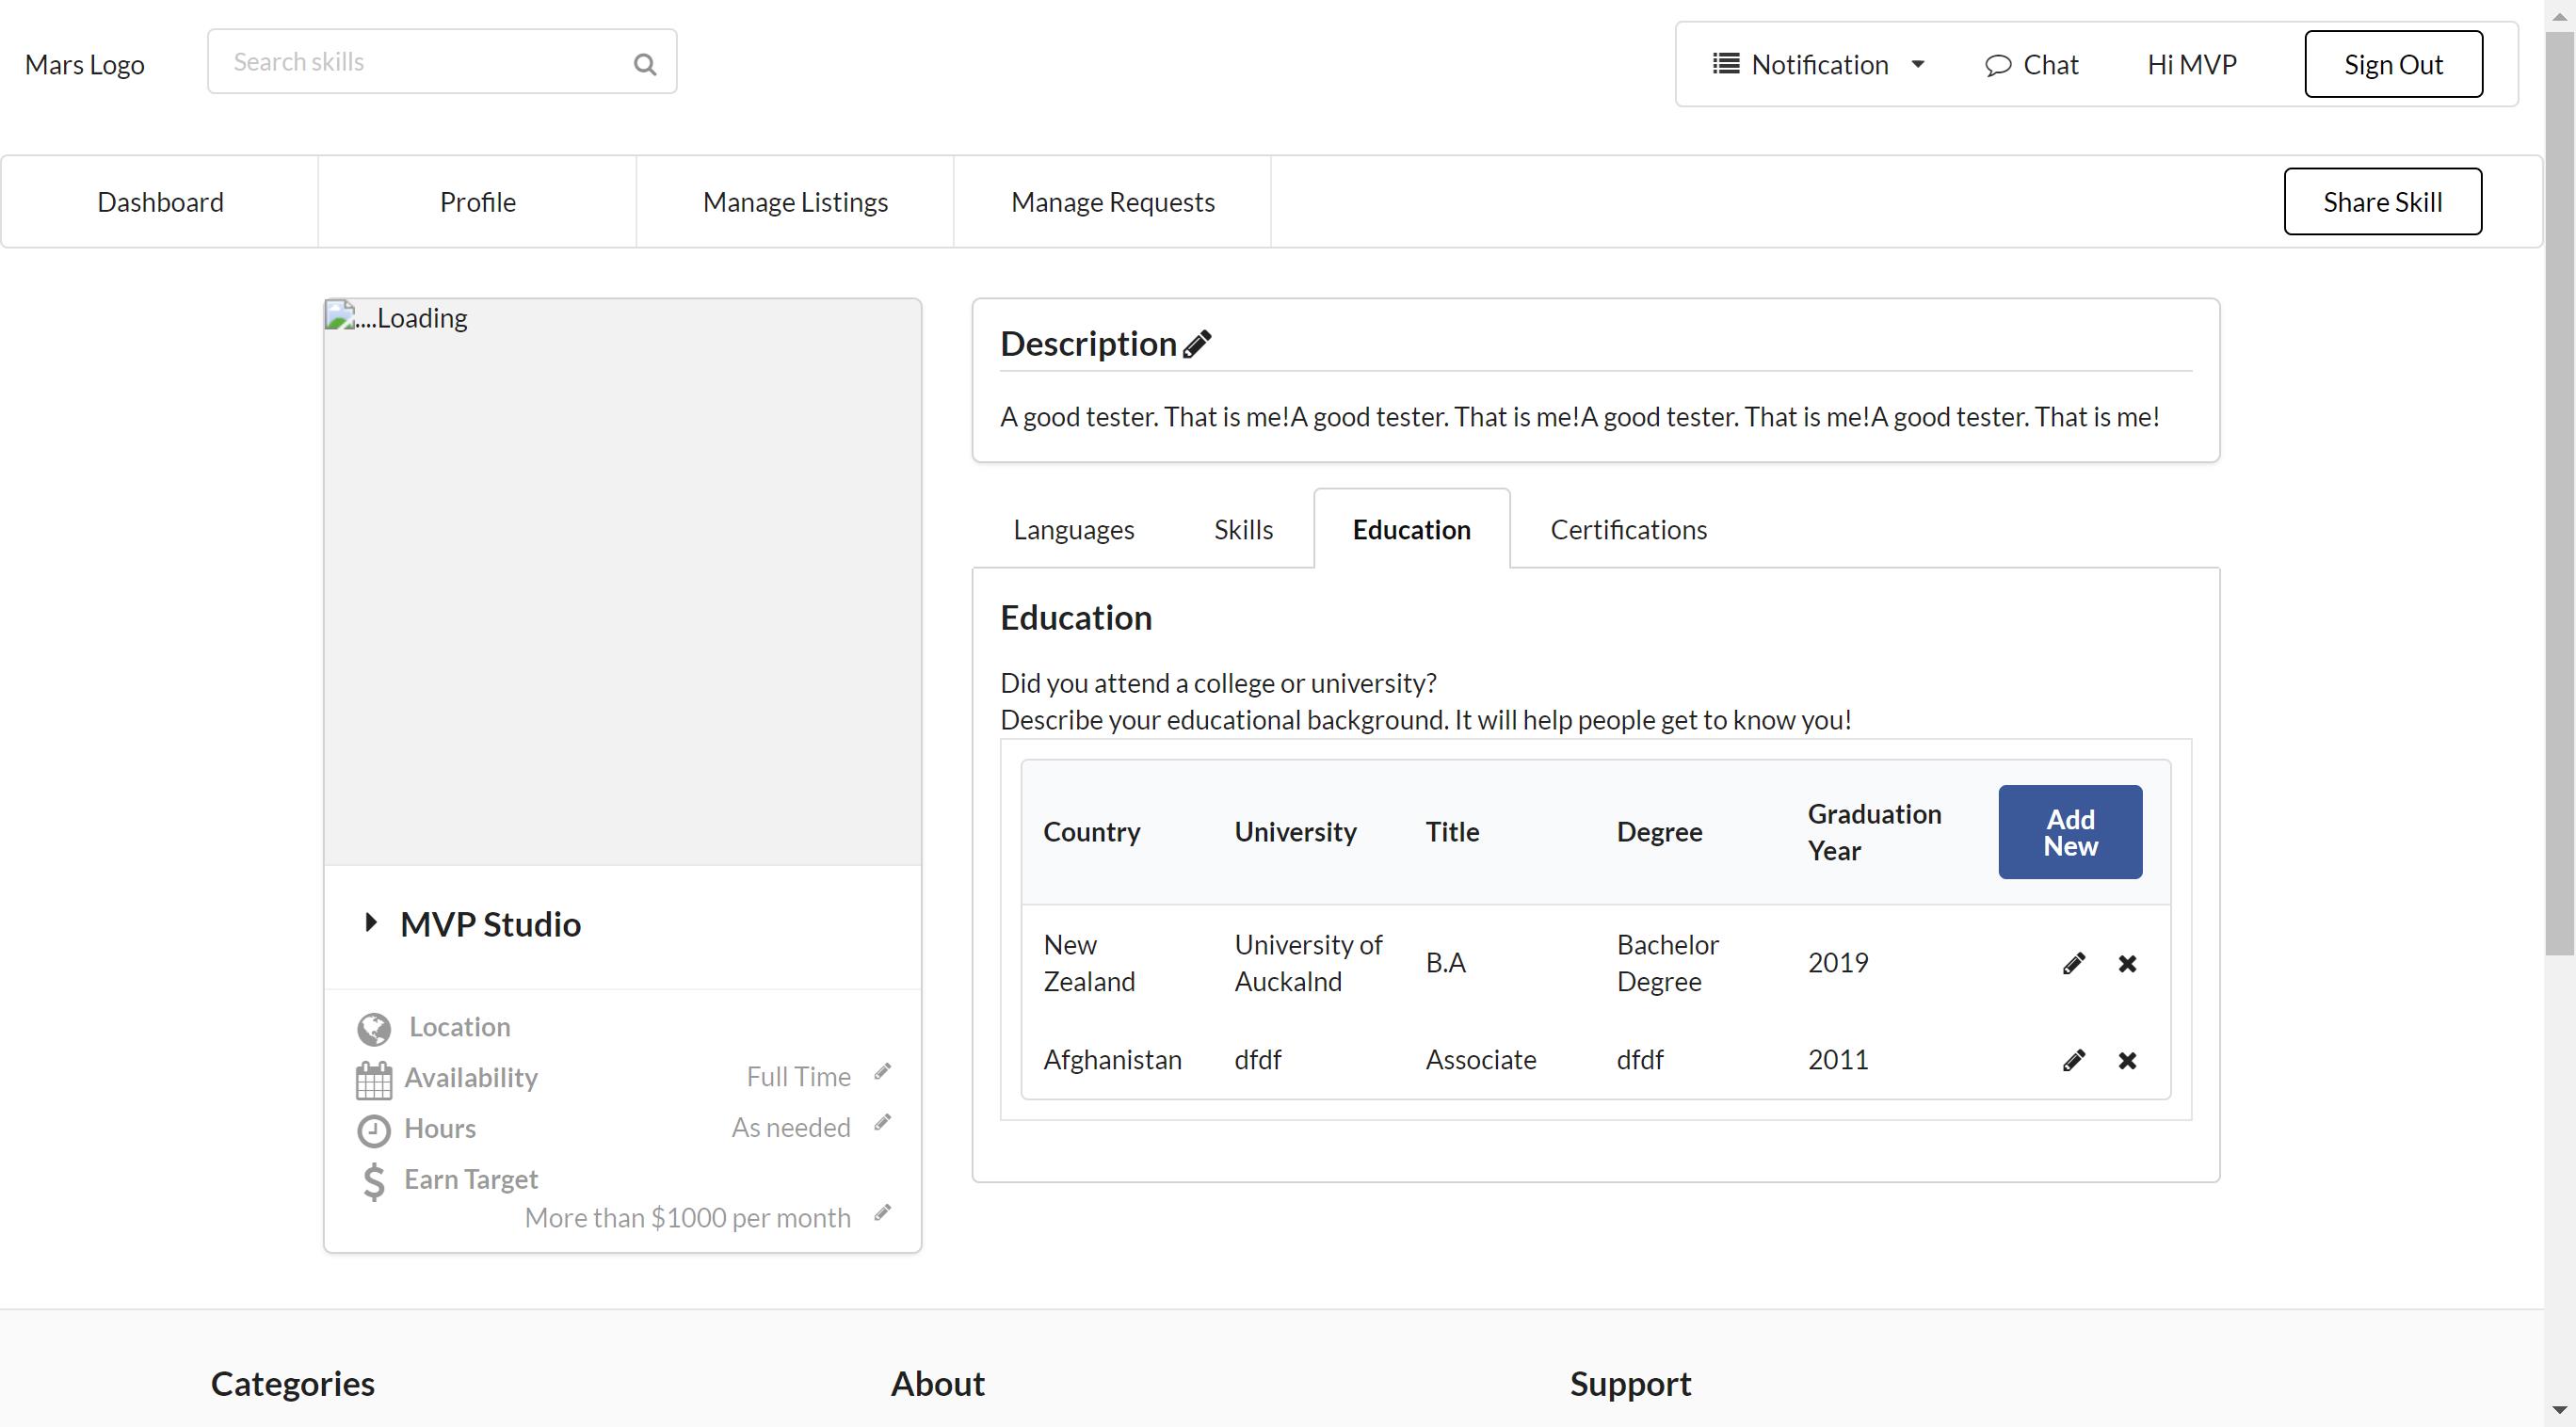 Mars Logo
Search skills
Notification
Chat
Hi MVP
Sign Out
Dashboard
Profile
Manage Listings
Manage Requests
Share Skill
....Loading
MVP Studio
Location
Availability
Full Time
Hours
As needed
Earn Target
More than $1000 per month
Description
A good tester. That is me!A good tester. That is me!A good tester. That is me!A good tester. That is me!
Languages
Skills
Education
Certifications
Education
Did you attend a college or university?
Describe your educational background. It will help people get to know you!
Country
University
Title
Degree
Graduation
Year
Add
New
New
Zealand
University of
Auckalnd
B.A
Bachelor
Degree
2019
Afghanistan
dfdf
Associate
dfdf
2011
Categories
About
Support